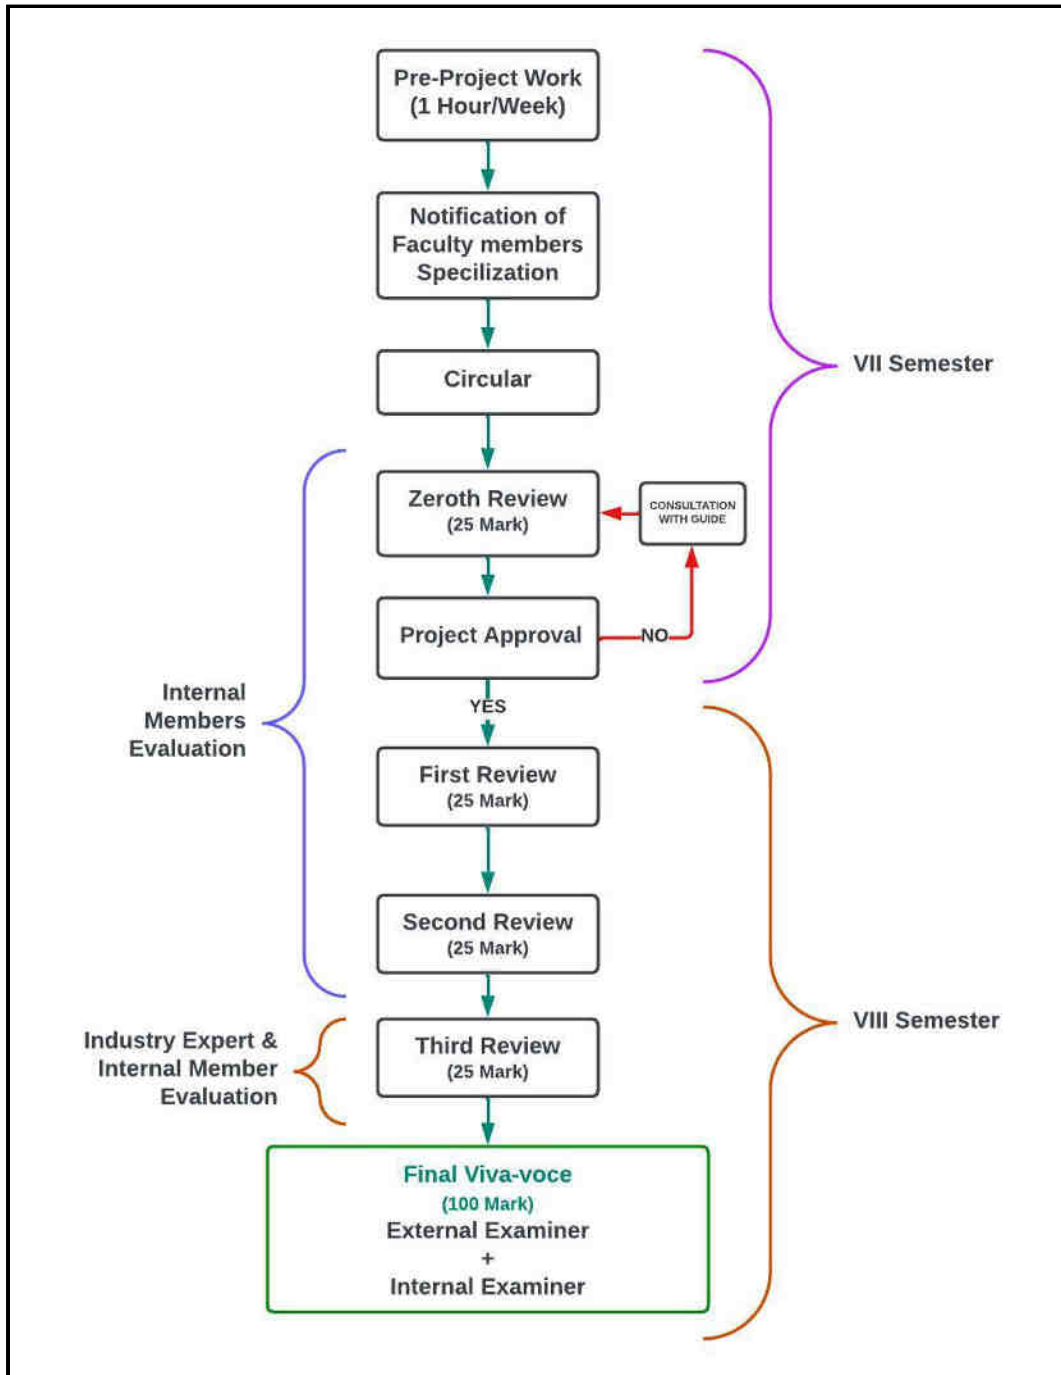 Pre-Project Work
(1 Hour/Week)
Notification of
Faculty members
Specilization
Circular
VII Semester
Zeroth Review
(25 Mark)
CONSULTATION
WITH GUIDE
Project Approval
NO
YES
Internal
Members
Evaluation
First Review
(25 Mark)
Second Review
(25 Mark)
VIII Semester
Industry Expert &
Internal Member
Evaluation
Third Review
(25 Mark)
Final Viva-voce
(100 Mark)
External Examiner
+
Internal Examiner